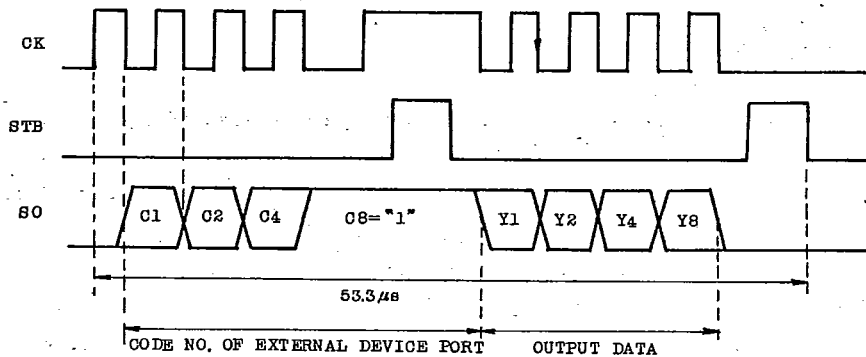 CK
STB
SO
C1 C2 C4 C8="1" Y1 Y2 Y4 Y8
53.3μs
CODE NO. OF EXTERNAL DEVICE PORT OUTPUT DATA